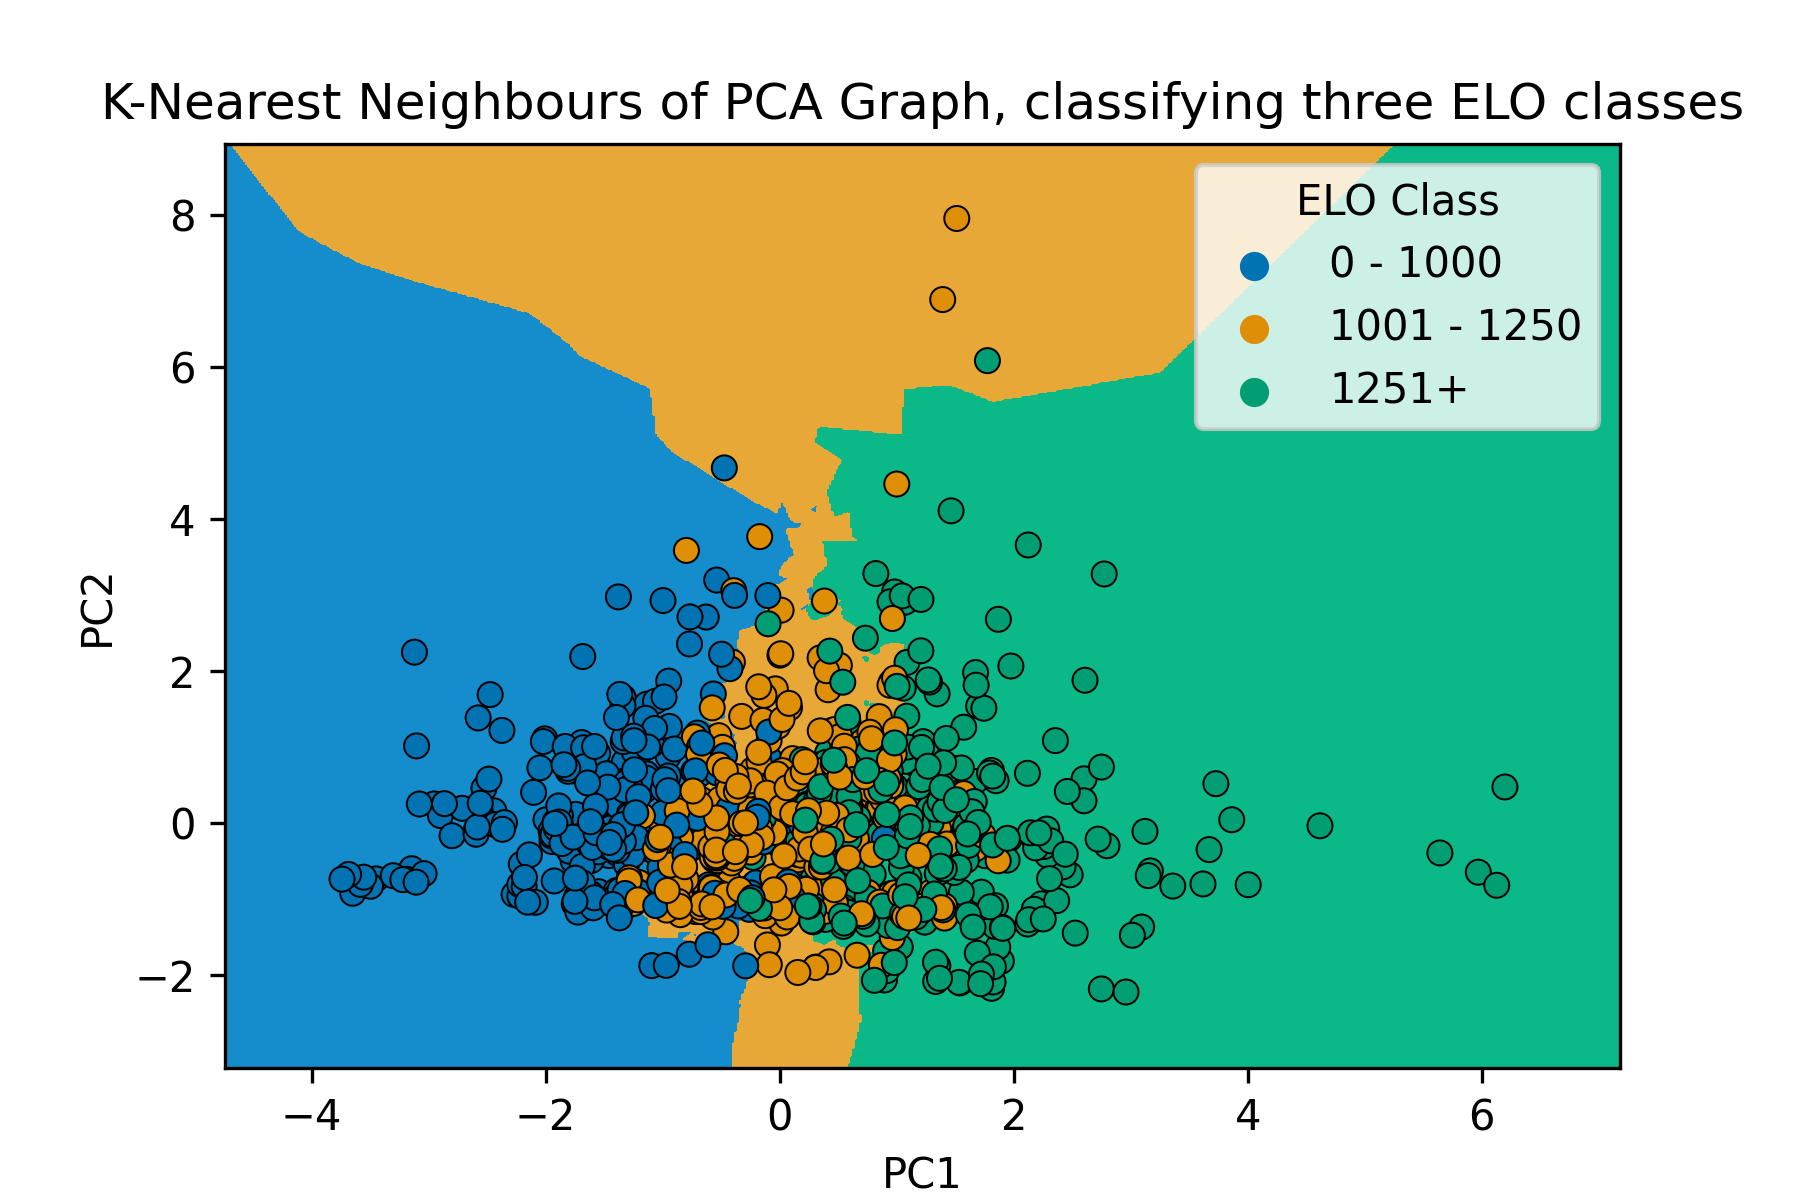 K-Nearest Neighbours of PCA Graph, classifying three ELO classes
ELO Class
0 - 1000
1001 - 1250
1251+
8
6
4
2
0
−2
PC2
−4
−2
0
2
4
6
PC1